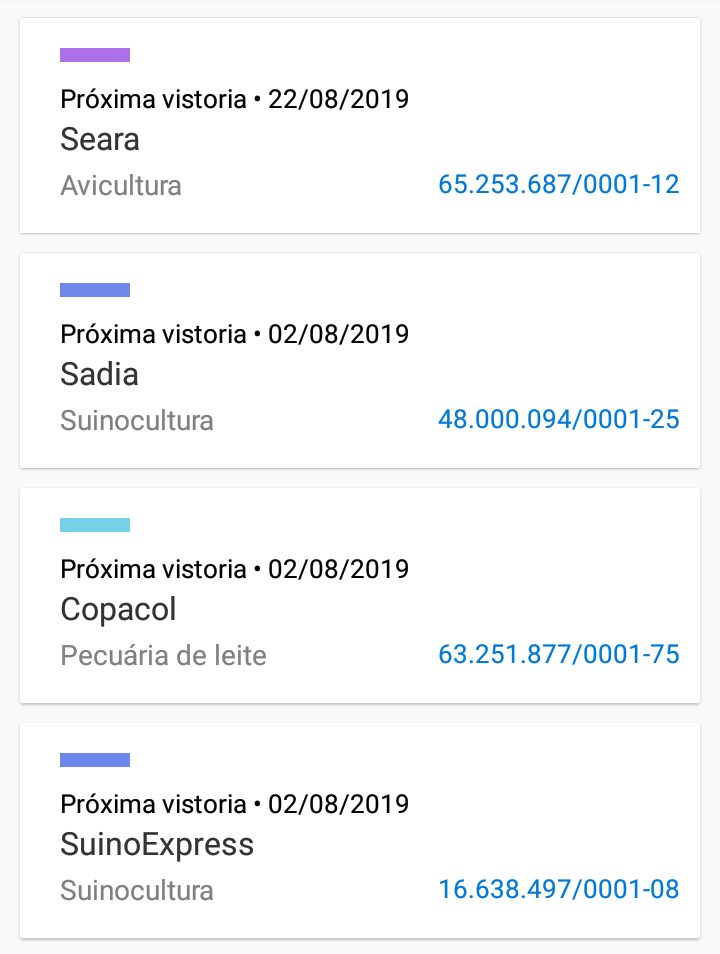 Próxima vistoria • 22/08/2019
Seara
Avicultura 65.253.687/0001-12
Próxima vistoria • 02/08/2019
Sadia
Suinocultura 48.000.094/0001-25
Próxima vistoria • 02/08/2019
Copacol
Pecuária de leite 63.251.877/0001-75
Próxima vistoria • 02/08/2019
SuinoExpress
Suinocultura 16.638.497/0001-08